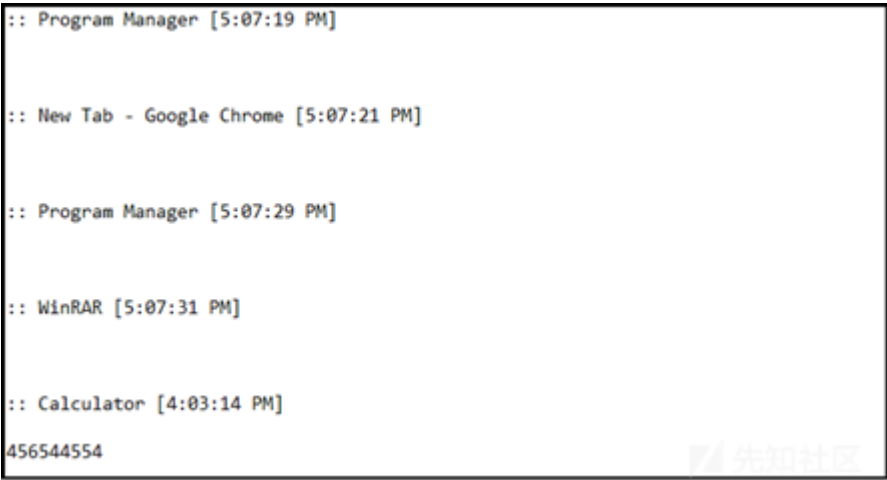 :: Program Manager [5:07:19 PM]
:: New Tab - Google Chrome [5:07:21 PM]
:: Program Manager [5:07:29 PM]
:: WinRAR [5:07:31 PM]
:: Calculator [4:03:14 PM]
456544554
先知社区